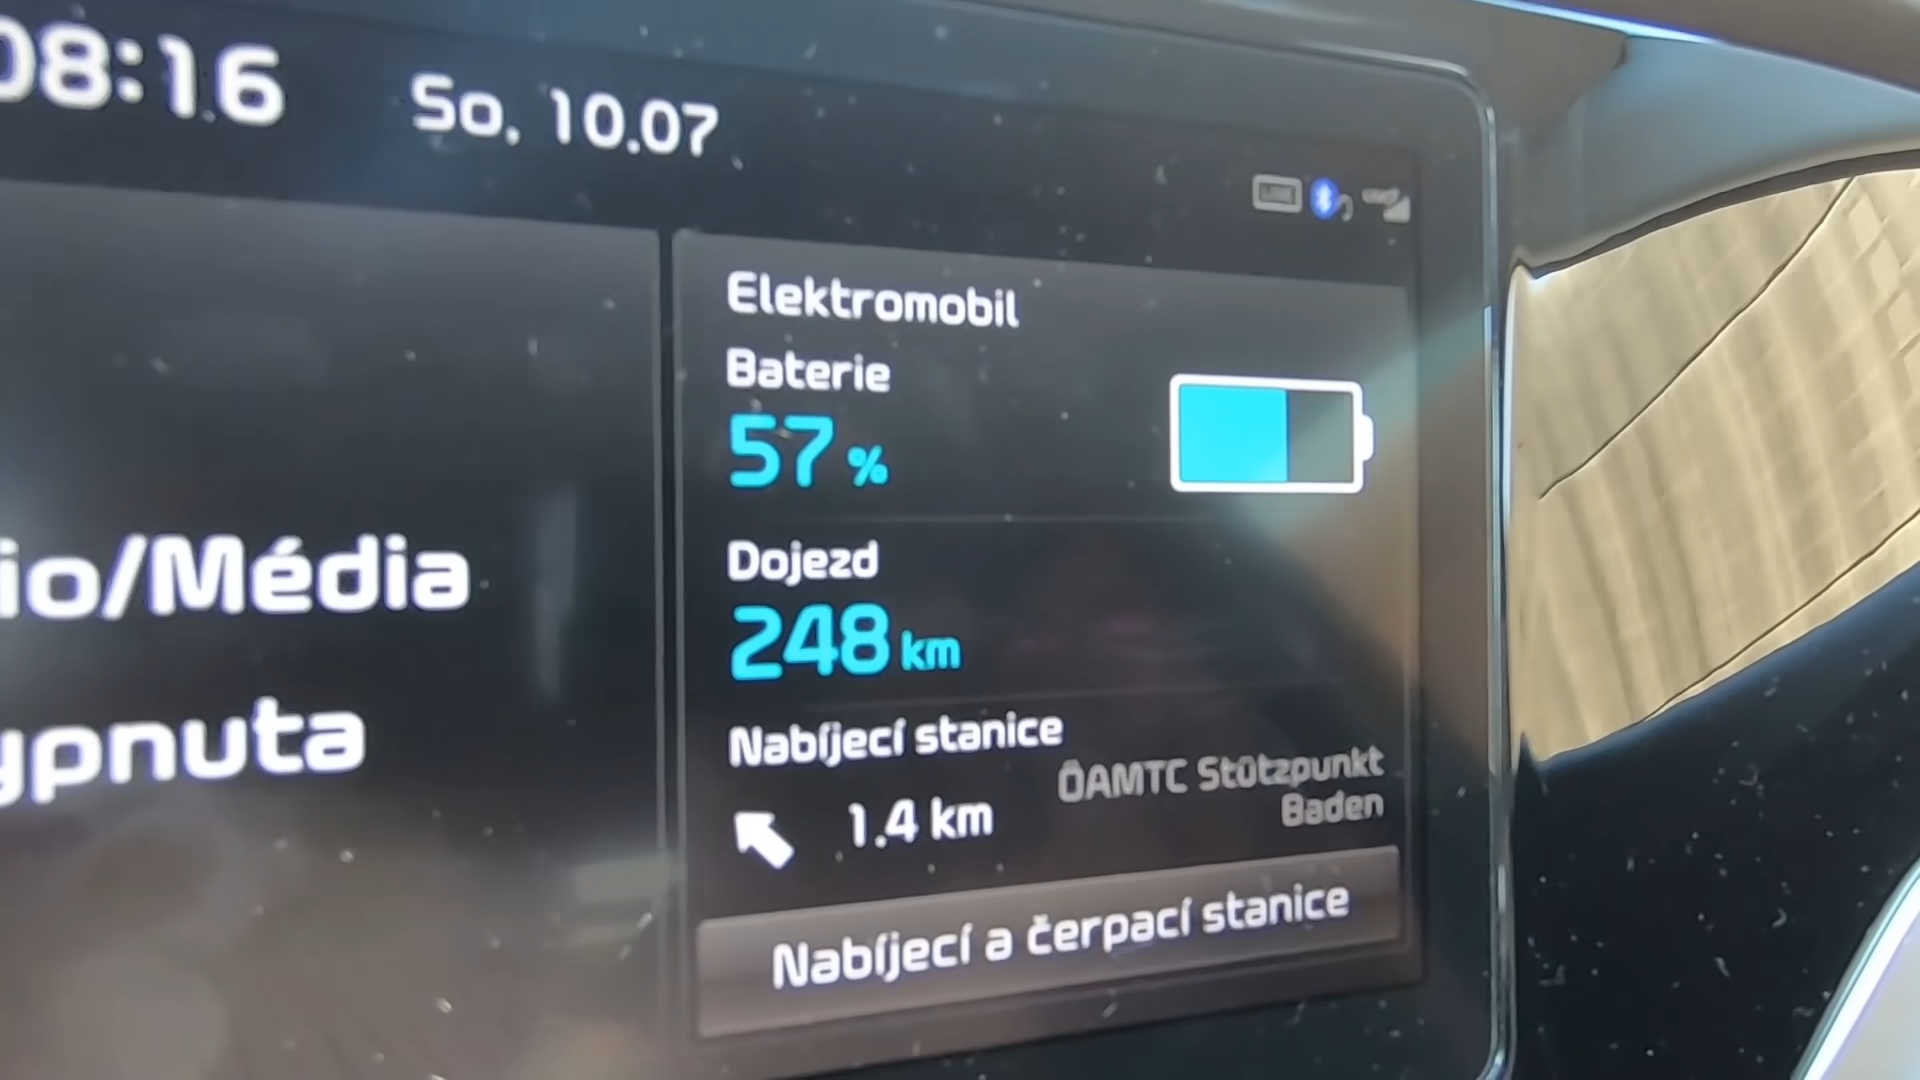 08:16 So, 10.07
Elektromobil
Baterie
57 %
Dojezd
io/Média
248 km
ypnuta
Nabíjecí stanice
1.4 km
ÖAMTC Stützpunkt
Baden
Nabíjecí a čerpací stanice